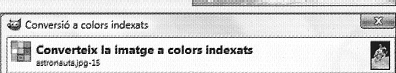 Conversió a colors indexats
Converteix la imatge a colors indexats
astronauta.jpg-15